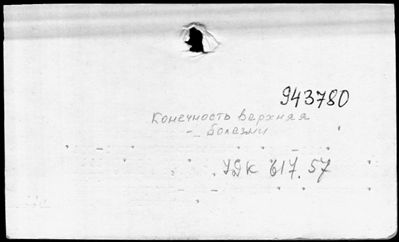 943780
Конечность верхняя
- болезни
УДК 617.57